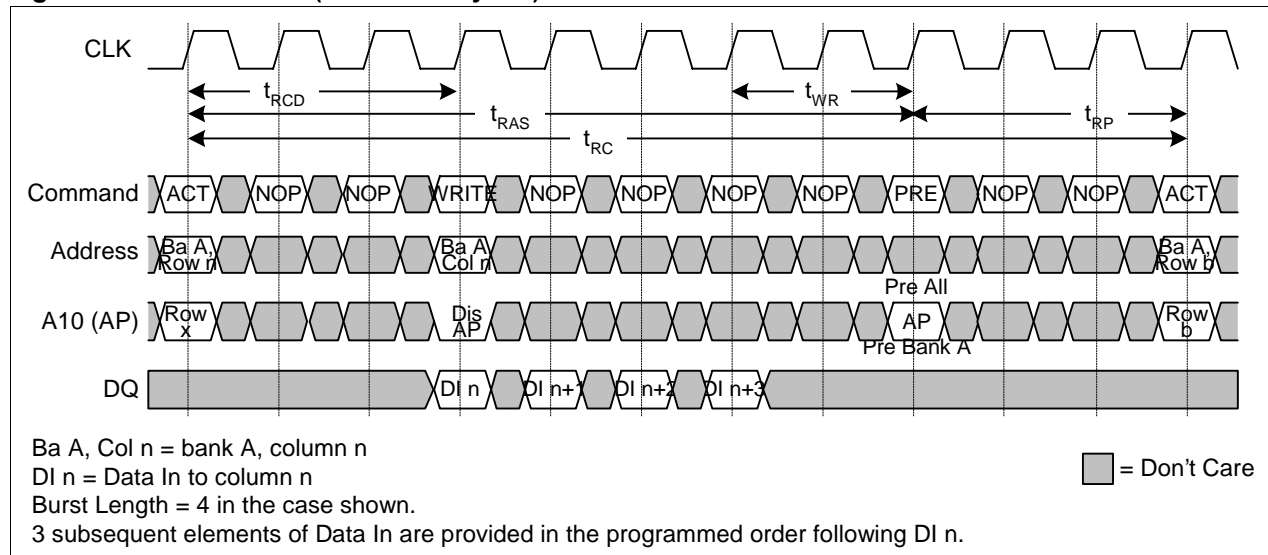 CLK
tRCD
tWR
tRAS
tRP
tRC
Command ACT NOP NOP WRITE NOP NOP NOP NOP PRE NOP NOP ACT
Address Ba A, Row n Ba A Col n Ba A, Row b
Pre All
A10 (AP) Row x Dis AP AP Row b
Pre Bank A
DQ DI n DI n+1 DI n+2 DI n+3
Ba A, Col n = bank A, column n
DI n = Data In to column n
Burst Length = 4 in the case shown.
3 subsequent elements of Data In are provided in the programmed order following DI n.
= Don't Care